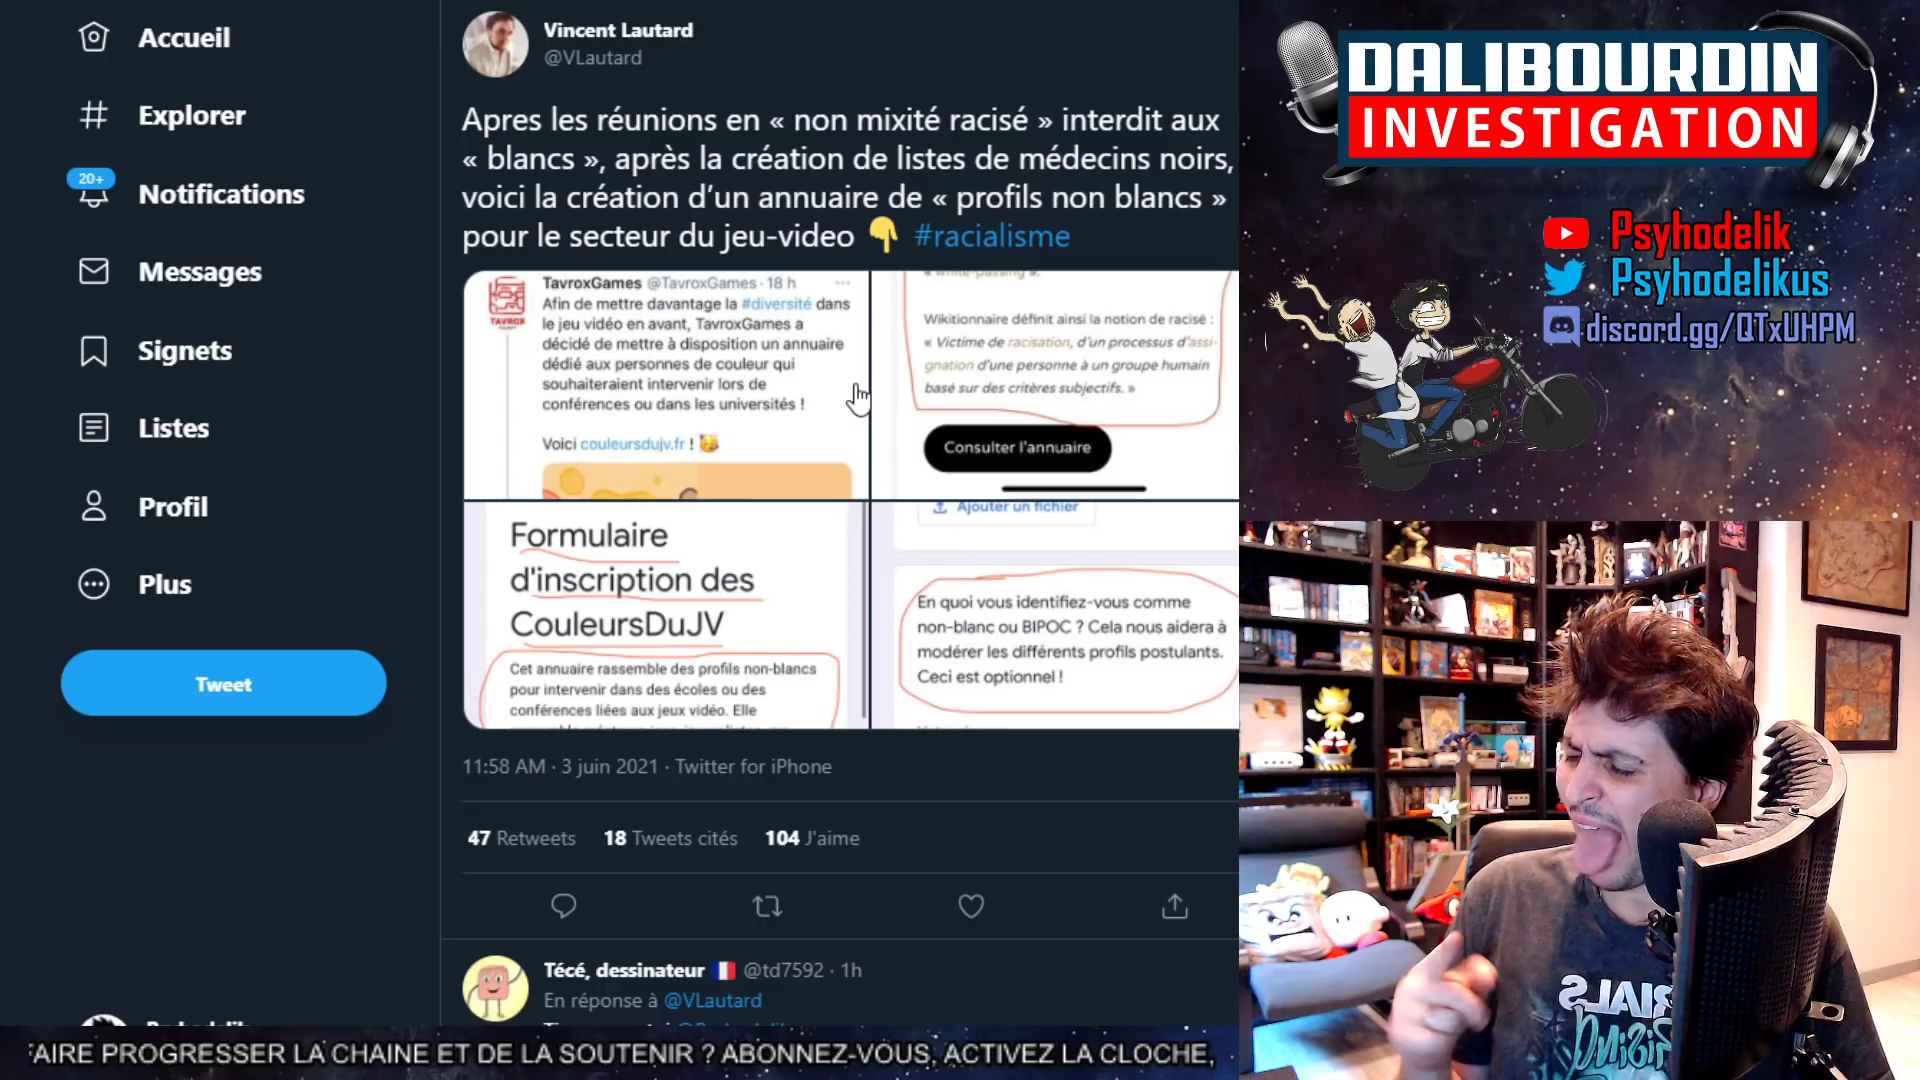 Accueil
Explorer
20+
Notifications
Messages
Signets
Listes
Profil
Plus
Tweet
Vincent Lautard
@VLautard
Apres les réunions en « non mixité racisé » interdit aux
« blancs », après la création de listes de médecins noirs,
voici la création d’un annuaire de « profils non blancs »
pour le secteur du jeu-video 👇 #racialisme
TAVROX
TavroxGames @TavroxGames · 18 h
Afin de mettre davantage la #diversité dans
le jeu vidéo en avant, TavroxGames a
décidé de mettre à disposition un annuaire
dédié aux personnes de couleur qui
souhaiteraient intervenir lors de
conférences ou dans les universités !
Voici couleursdujv.fr ! 🥳
« white-passing ».
Wikitionnaire définit ainsi la notion de racisé :
« Victime de racisation, d’un processus d’assi-
gnation d’une personne à un groupe humain
basé sur des critères subjectifs. »
Consulter l’annuaire
Formulaire
d'inscription des
CouleursDuJV
Cet annuaire rassemble des profils non-blancs
pour intervenir dans des écoles ou des
conférences liées aux jeux vidéo. Elle
Ajouter un fichier
En quoi vous identifiez-vous comme
non-blanc ou BIPOC ? Cela nous aidera à
modérer les différents profils postulants.
Ceci est optionnel !
11:58 AM · 3 juin 2021 · Twitter for iPhone
47 Retweets 18 Tweets cités 104 J'aime
Técé, dessinateur 🇫🇷 @td7592 · 1h
En réponse à @VLautard
DALIBOURDIN
INVESTIGATION
Psyhodelik
Psyhodelikus
discord.gg/QTxUHPM
FAIRE PROGRESSER LA CHAINE ET DE LA SOUTENIR ? ABONNEZ-VOUS, ACTIVEZ LA CLOCHE,